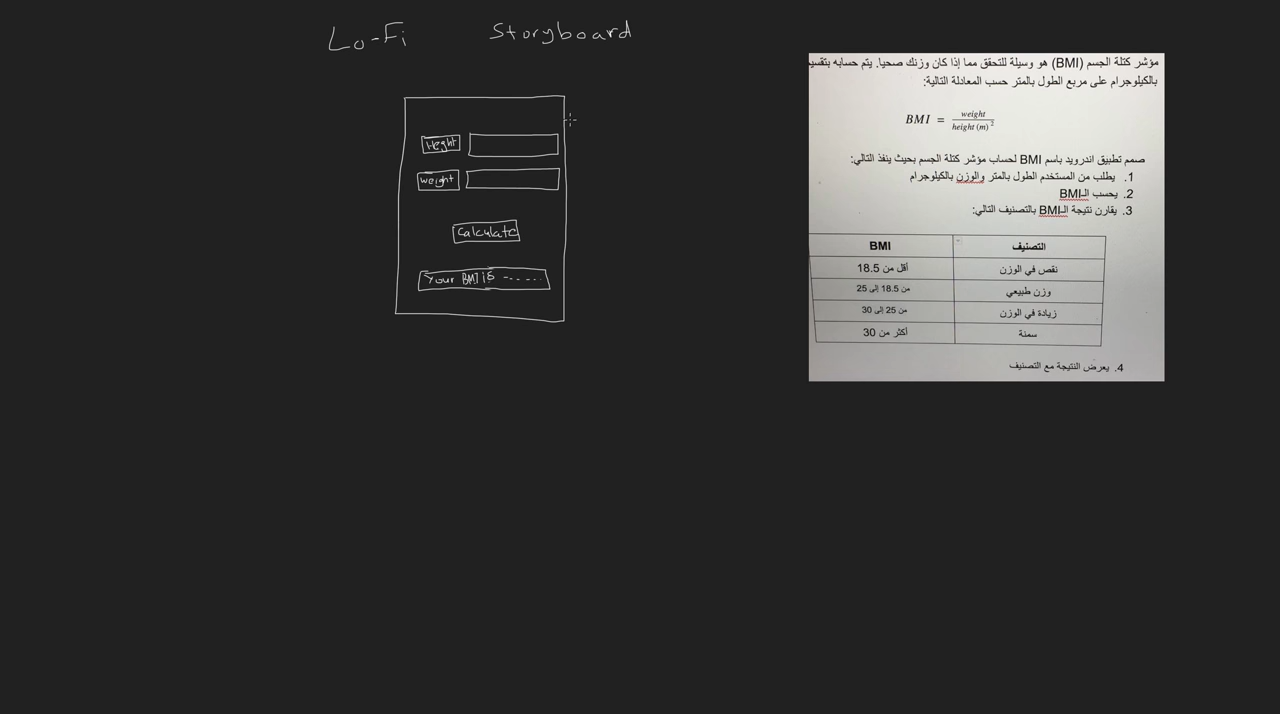 Lo-Fi Storyboard
Heght
weight
Calculate
Your BMI is ------
مؤشر كتلة الجسم (BMI) هو وسيلة للتحقق مما إذا كان وزنك صحيا. يتم حسابه بتقسيم
بالكيلوجرام على مربع الطول بالمتر حسب المعادلة التالية:
BMI = weight / height (m) 2
صمم تطبيق اندرويد باسم BMI لحساب مؤشر كتلة الجسم بحيث ينفذ التالي:
1. يطلب من المستخدم الطول بالمتر والوزن بالكيلوجرام
2. يحسب الـBMI
3. يقارن نتيجة الـBMI بالتصنيف التالي:
التصنيف BMI
نقص في الوزن أقل من 18.5
وزن طبيعي من 18.5 إلى 25
زيادة في الوزن من 25 إلى 30
سمنة أكثر من 30
4. يعرض النتيجة مع التصنيف